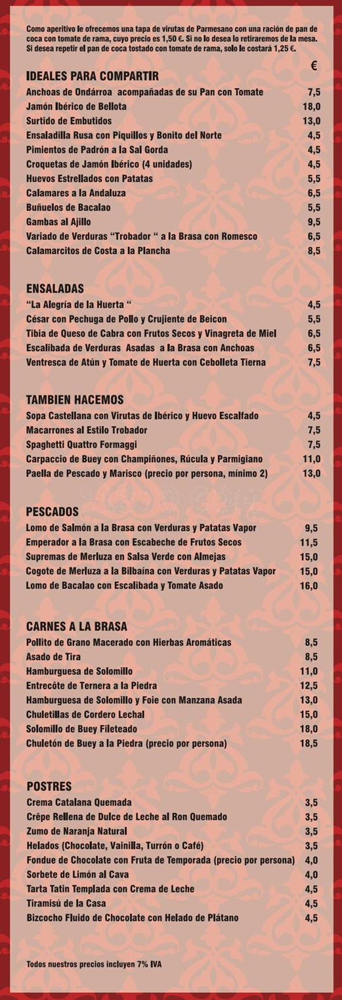 Como aperitivo le ofrecemos una tapa de virutas de Parmesano con una ración de pan de
coca con tomate de rama, cuyo precio es 1,50 €. Si no lo desea lo retiraremos de la mesa.
Si desea repetir el pan de coca tostado con tomate de rama, solo le costará 1,25 €.
€
IDEALES PARA COMPARTIR
Anchoas de Ondárroa acompañadas de su Pan con Tomate 7,5
Jamón Ibérico de Bellota 18,0
Surtido de Embutidos 13,0
Ensaladilla Rusa con Piquillos y Bonito del Norte 4,5
Pimientos de Padrón a la Sal Gorda 4,5
Croquetas de Jamón Ibérico (4 unidades) 4,5
Huevos Estrellados con Patatas 5,5
Calamares a la Andaluza 6,5
Buñuelos de Bacalao 5,5
Gambas al Ajillo 9,5
Variado de Verduras “Trobador “ a la Brasa con Romesco 6,5
Calamarcitos de Costa a la Plancha 8,5
ENSALADAS
“La Alegría de la Huerta “ 4,5
César con Pechuga de Pollo y Crujiente de Beicon 5,5
Tibia de Queso de Cabra con Frutos Secos y Vinagreta de Miel 6,5
Escalibada de Verduras Asadas a la Brasa con Anchoas 6,5
Ventresca de Atún y Tomate de Huerta con Cebolleta Tierna 7,5
TAMBIEN HACEMOS
Sopa Castellana con Virutas de Ibérico y Huevo Escalfado 4,5
Macarrones al Estilo Trobador 7,5
Spaghetti Quattro Formaggi 7,5
Carpaccio de Buey con Champiñones, Rúcula y Parmigiano 11,0
Paella de Pescado y Marisco (precio por persona, mínimo 2) 13,0
PESCADOS
Lomo de Salmón a la Brasa con Verduras y Patatas Vapor 9,5
Emperador a la Brasa con Escabeche de Frutos Secos 11,5
Supremas de Merluza en Salsa Verde con Almejas 15,0
Cogote de Merluza a la Bilbaína con Verduras y Patatas Vapor 15,0
Lomo de Bacalao con Escalibada y Tomate Asado 16,0
CARNES A LA BRASA
Pollito de Grano Macerado con Hierbas Aromáticas 8,5
Asado de Tira 8,5
Hamburguesa de Solomillo 11,0
Entrecôte de Ternera a la Piedra 12,5
Hamburguesa de Solomillo y Foie con Manzana Asada 13,0
Chuletillas de Cordero Lechal 15,0
Solomillo de Buey Fileteado 18,0
Chuletón de Buey a la Piedra (precio por persona) 18,5
POSTRES
Crema Catalana Quemada 3,5
Crêpe Rellena de Dulce de Leche al Ron Quemado 3,5
Zumo de Naranja Natural 3,5
Helados (Chocolate, Vainilla, Turrón o Café) 3,5
Fondue de Chocolate con Fruta de Temporada (precio por persona) 4,0
Sorbete de Limón al Cava 4,0
Tarta Tatin Templada con Crema de Leche 4,5
Tiramisú de la Casa 4,5
Bizcocho Fluido de Chocolate con Helado de Plátano 4,5
Todos nuestros precios incluyen 7% IVA